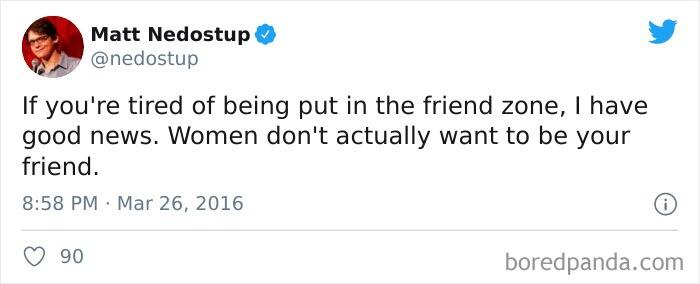 Matt Nedostup
@nedostup
If you're tired of being put in the friend zone, I have
good news. Women don't actually want to be your
friend.
8:58 PM · Mar 26, 2016
90
boredpanda.com